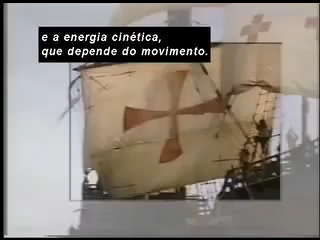 e a energia cinética,
que depende do movimento.